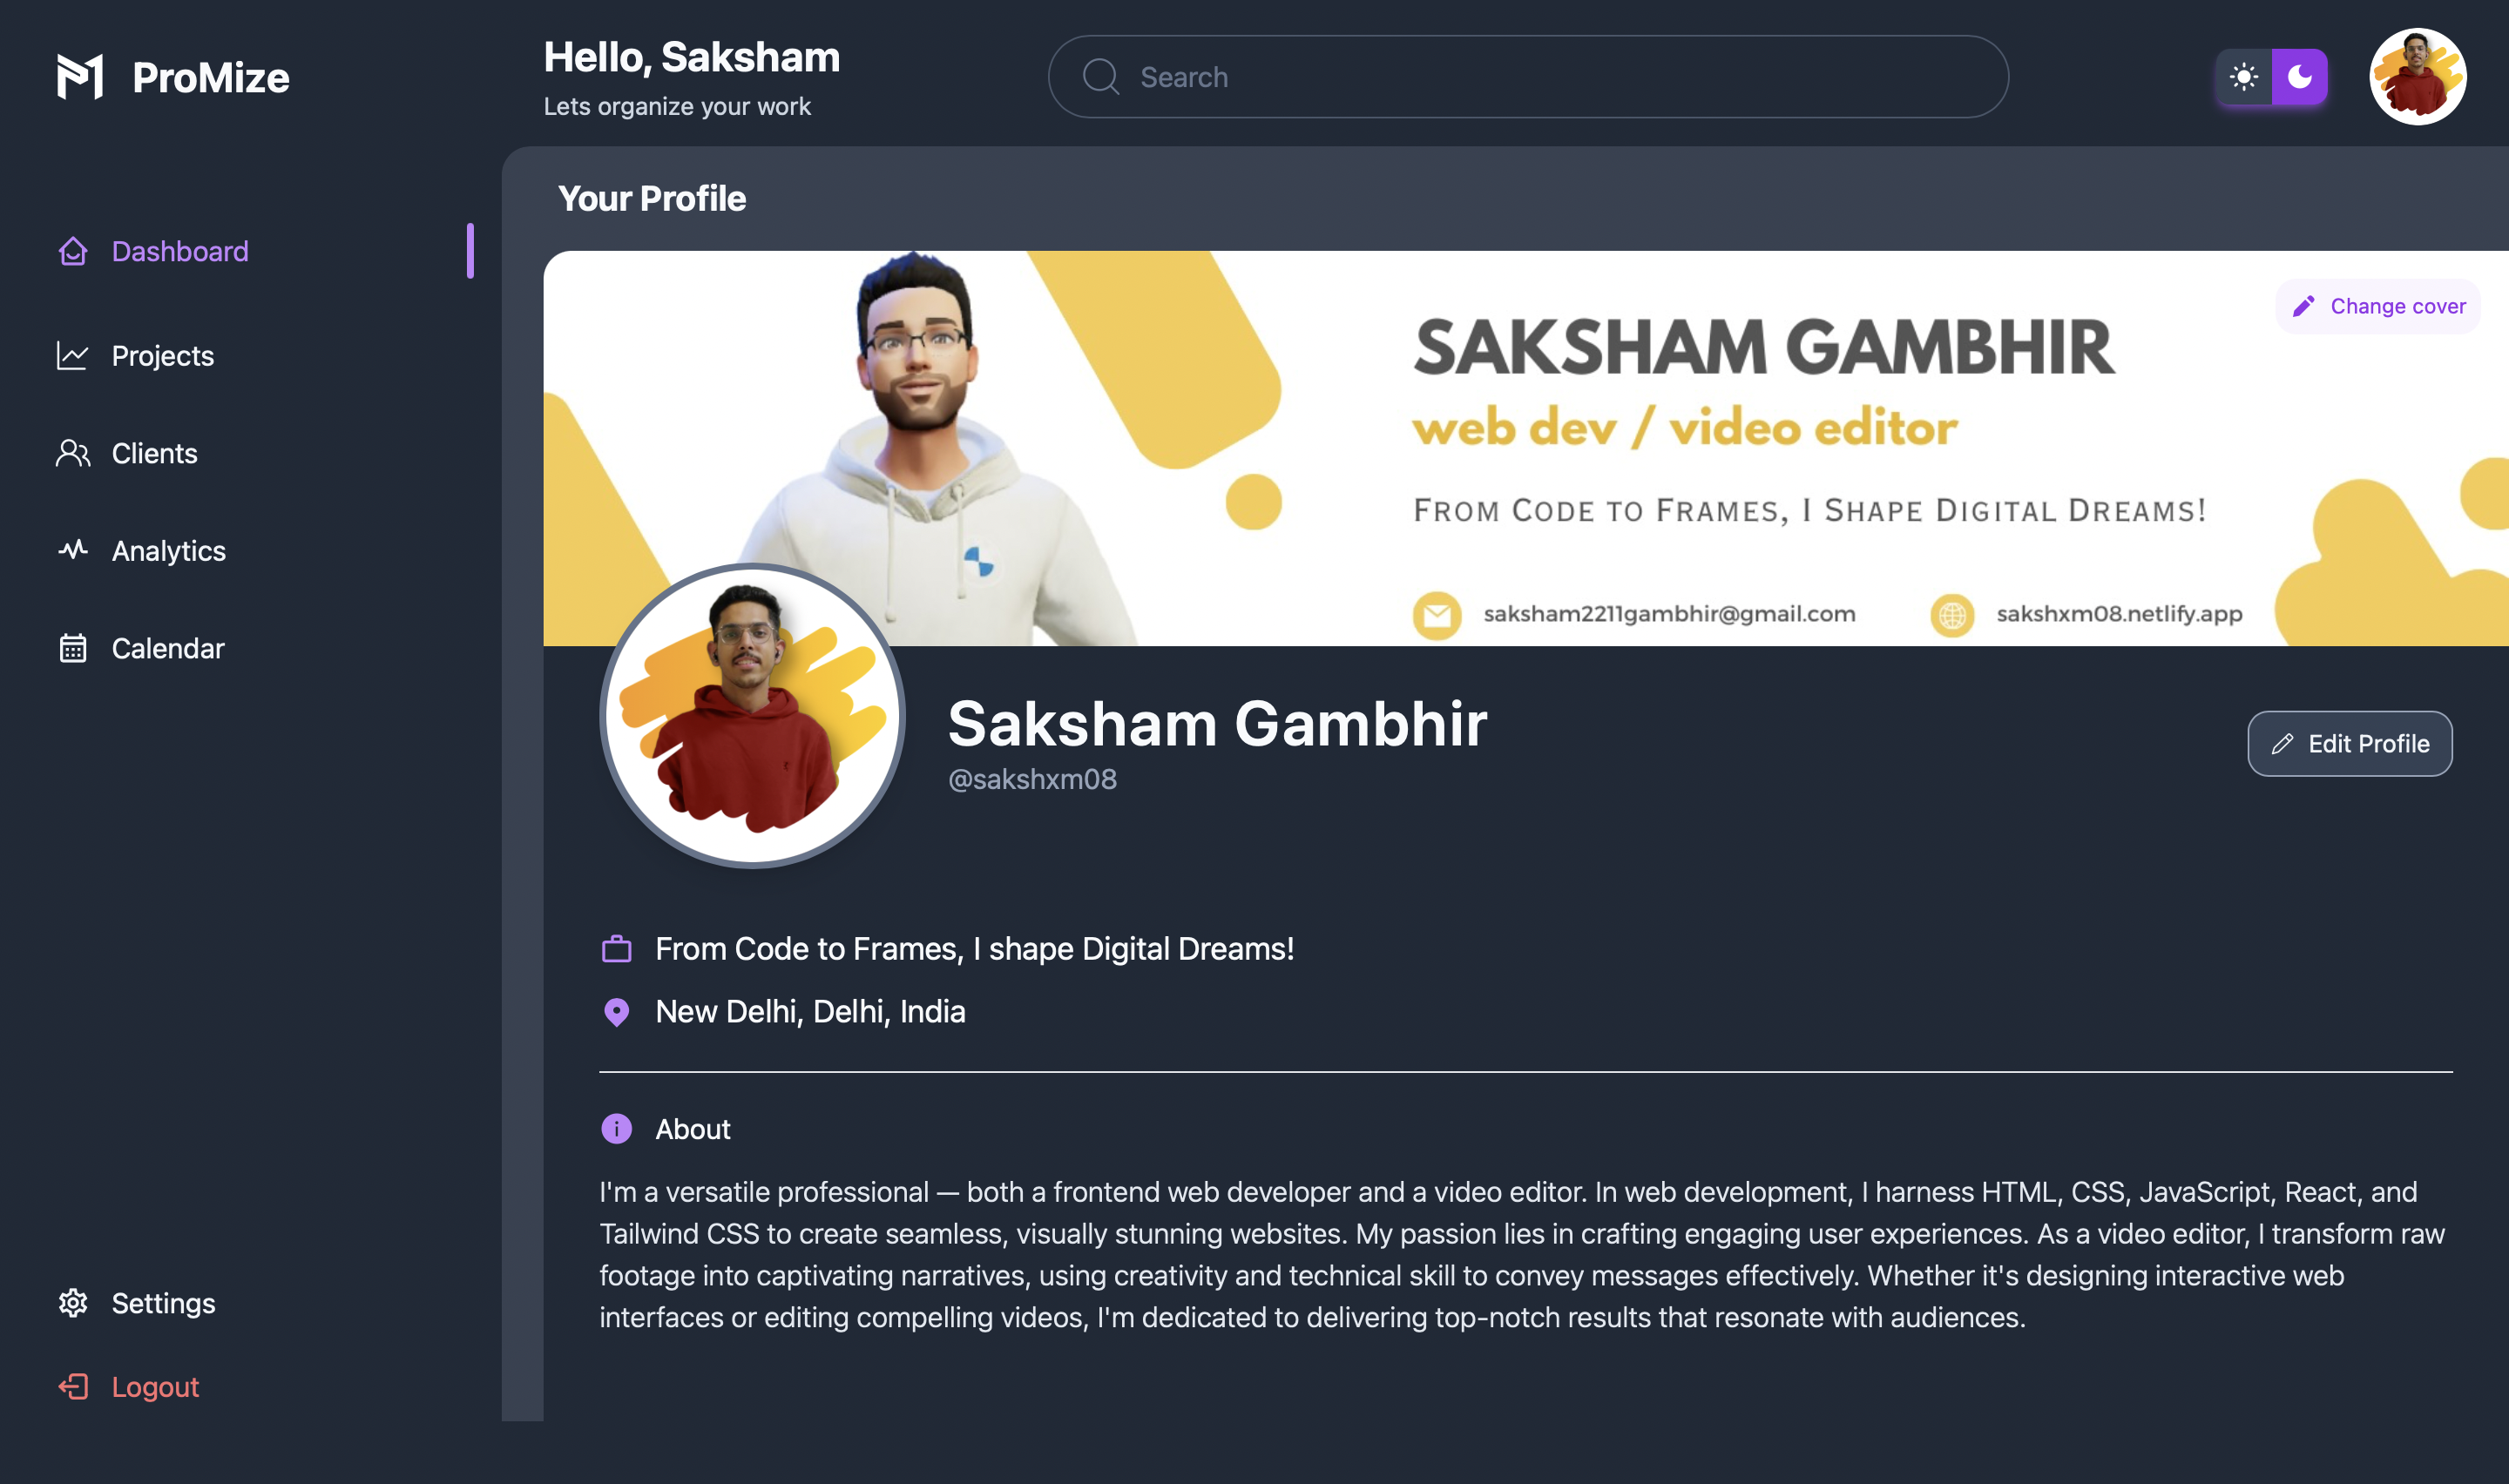 ProMize
Hello, Saksham
Lets organize your work
Search
Dashboard
Projects
Clients
Analytics
Calendar
Settings
Logout
Your Profile
Change cover
SAKSHAM GAMBHIR
web dev / video editor
From Code to Frames, I Shape Digital Dreams!
saksham2211gambhir@gmail.com
sakshxm08.netlify.app
Saksham Gambhir
@sakshxm08
Edit Profile
From Code to Frames, I shape Digital Dreams!
New Delhi, Delhi, India
About
I'm a versatile professional — both a frontend web developer and a video editor. In web development, I harness HTML, CSS, JavaScript, React, and
Tailwind CSS to create seamless, visually stunning websites. My passion lies in crafting engaging user experiences. As a video editor, I transform raw
footage into captivating narratives, using creativity and technical skill to convey messages effectively. Whether it's designing interactive web
interfaces or editing compelling videos, I'm dedicated to delivering top-notch results that resonate with audiences.